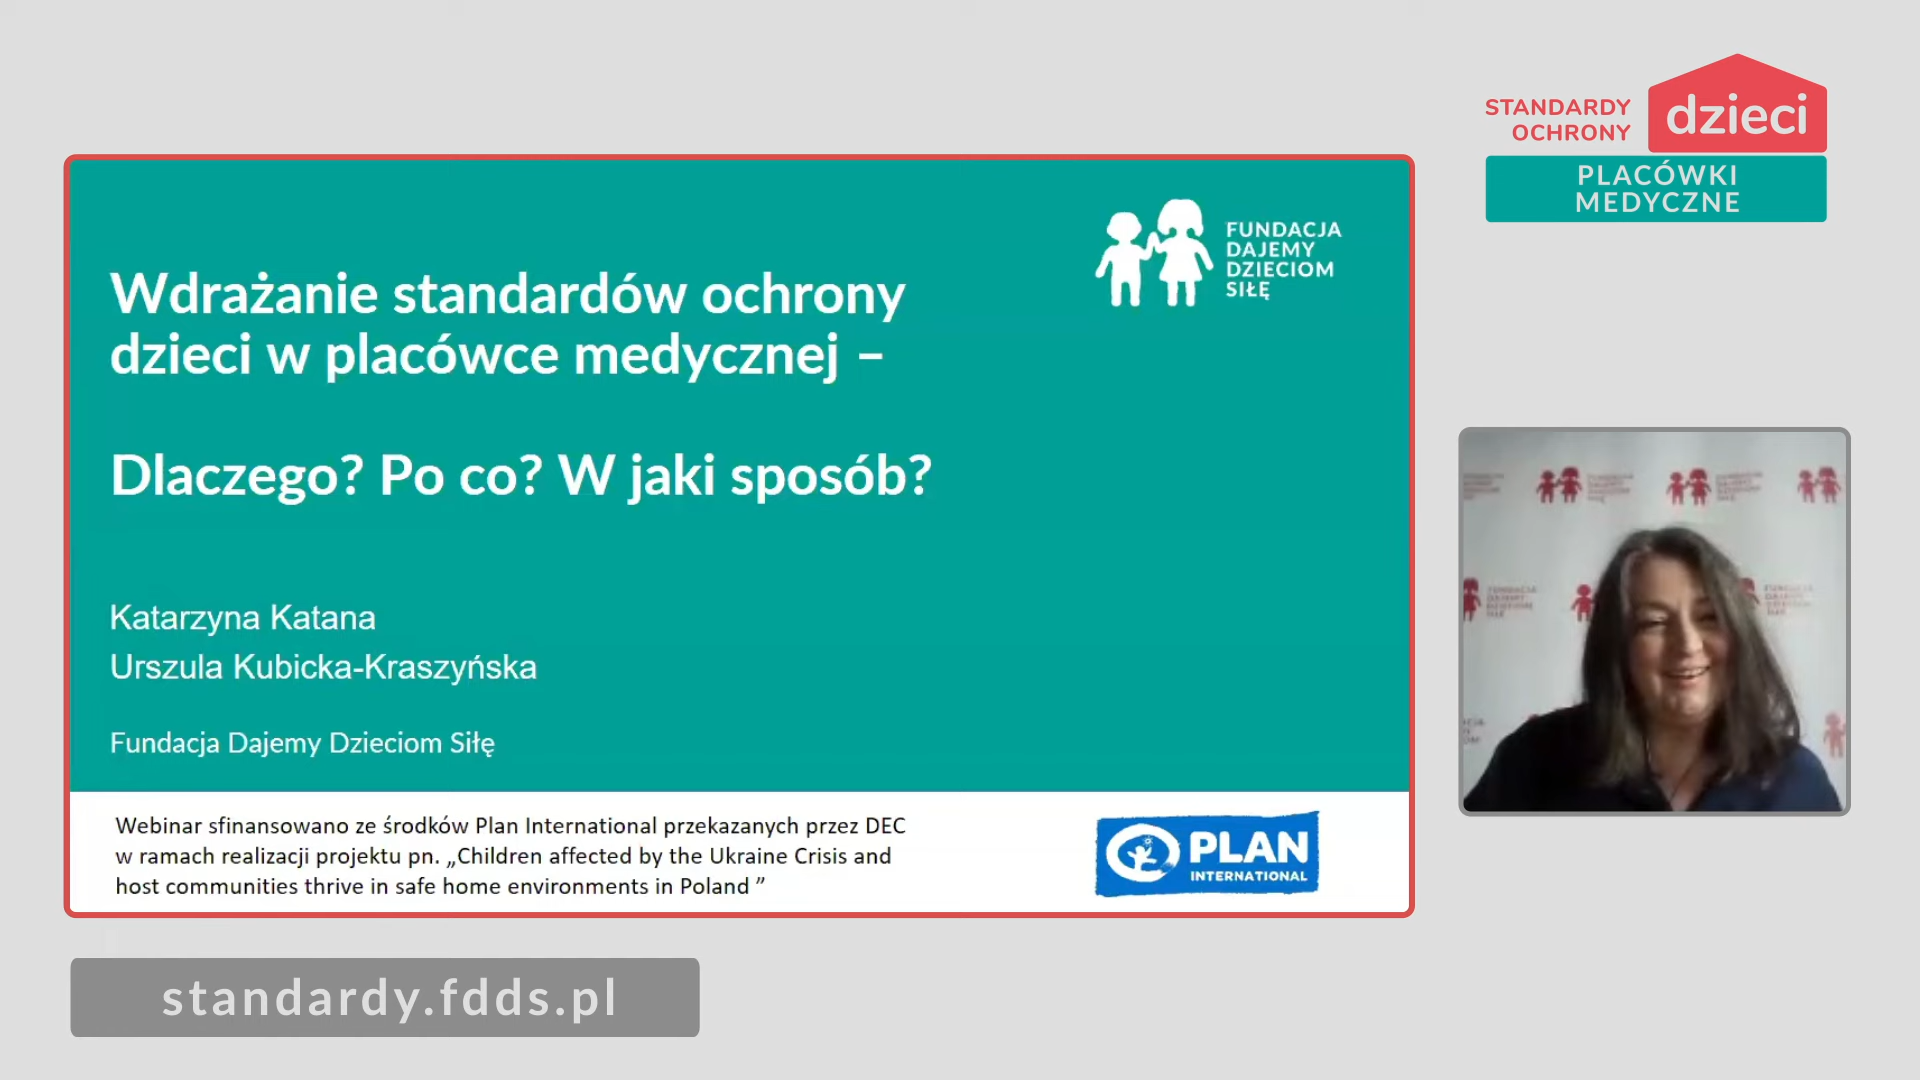 STANDARDY
OCHRONY
dzieci
PLACÓWKI
MEDYCZNE
FUNDACJA
DAJEMY
DZIECIOM
SIŁĘ
Wdrażanie standardów ochrony
dzieci w placówce medycznej –
Dlaczego? Po co? W jaki sposób?
Katarzyna Katana
Urszula Kubicka-Kraszyńska
Fundacja Dajemy Dzieciom Siłę
Webinar sfinansowano ze środków Plan International przekazanych przez DEC
w ramach realizacji projektu pn. „Children affected by the Ukraine Crisis and
host communities thrive in safe home environments in Poland ”
PLAN
INTERNATIONAL
standardy.fdds.pl